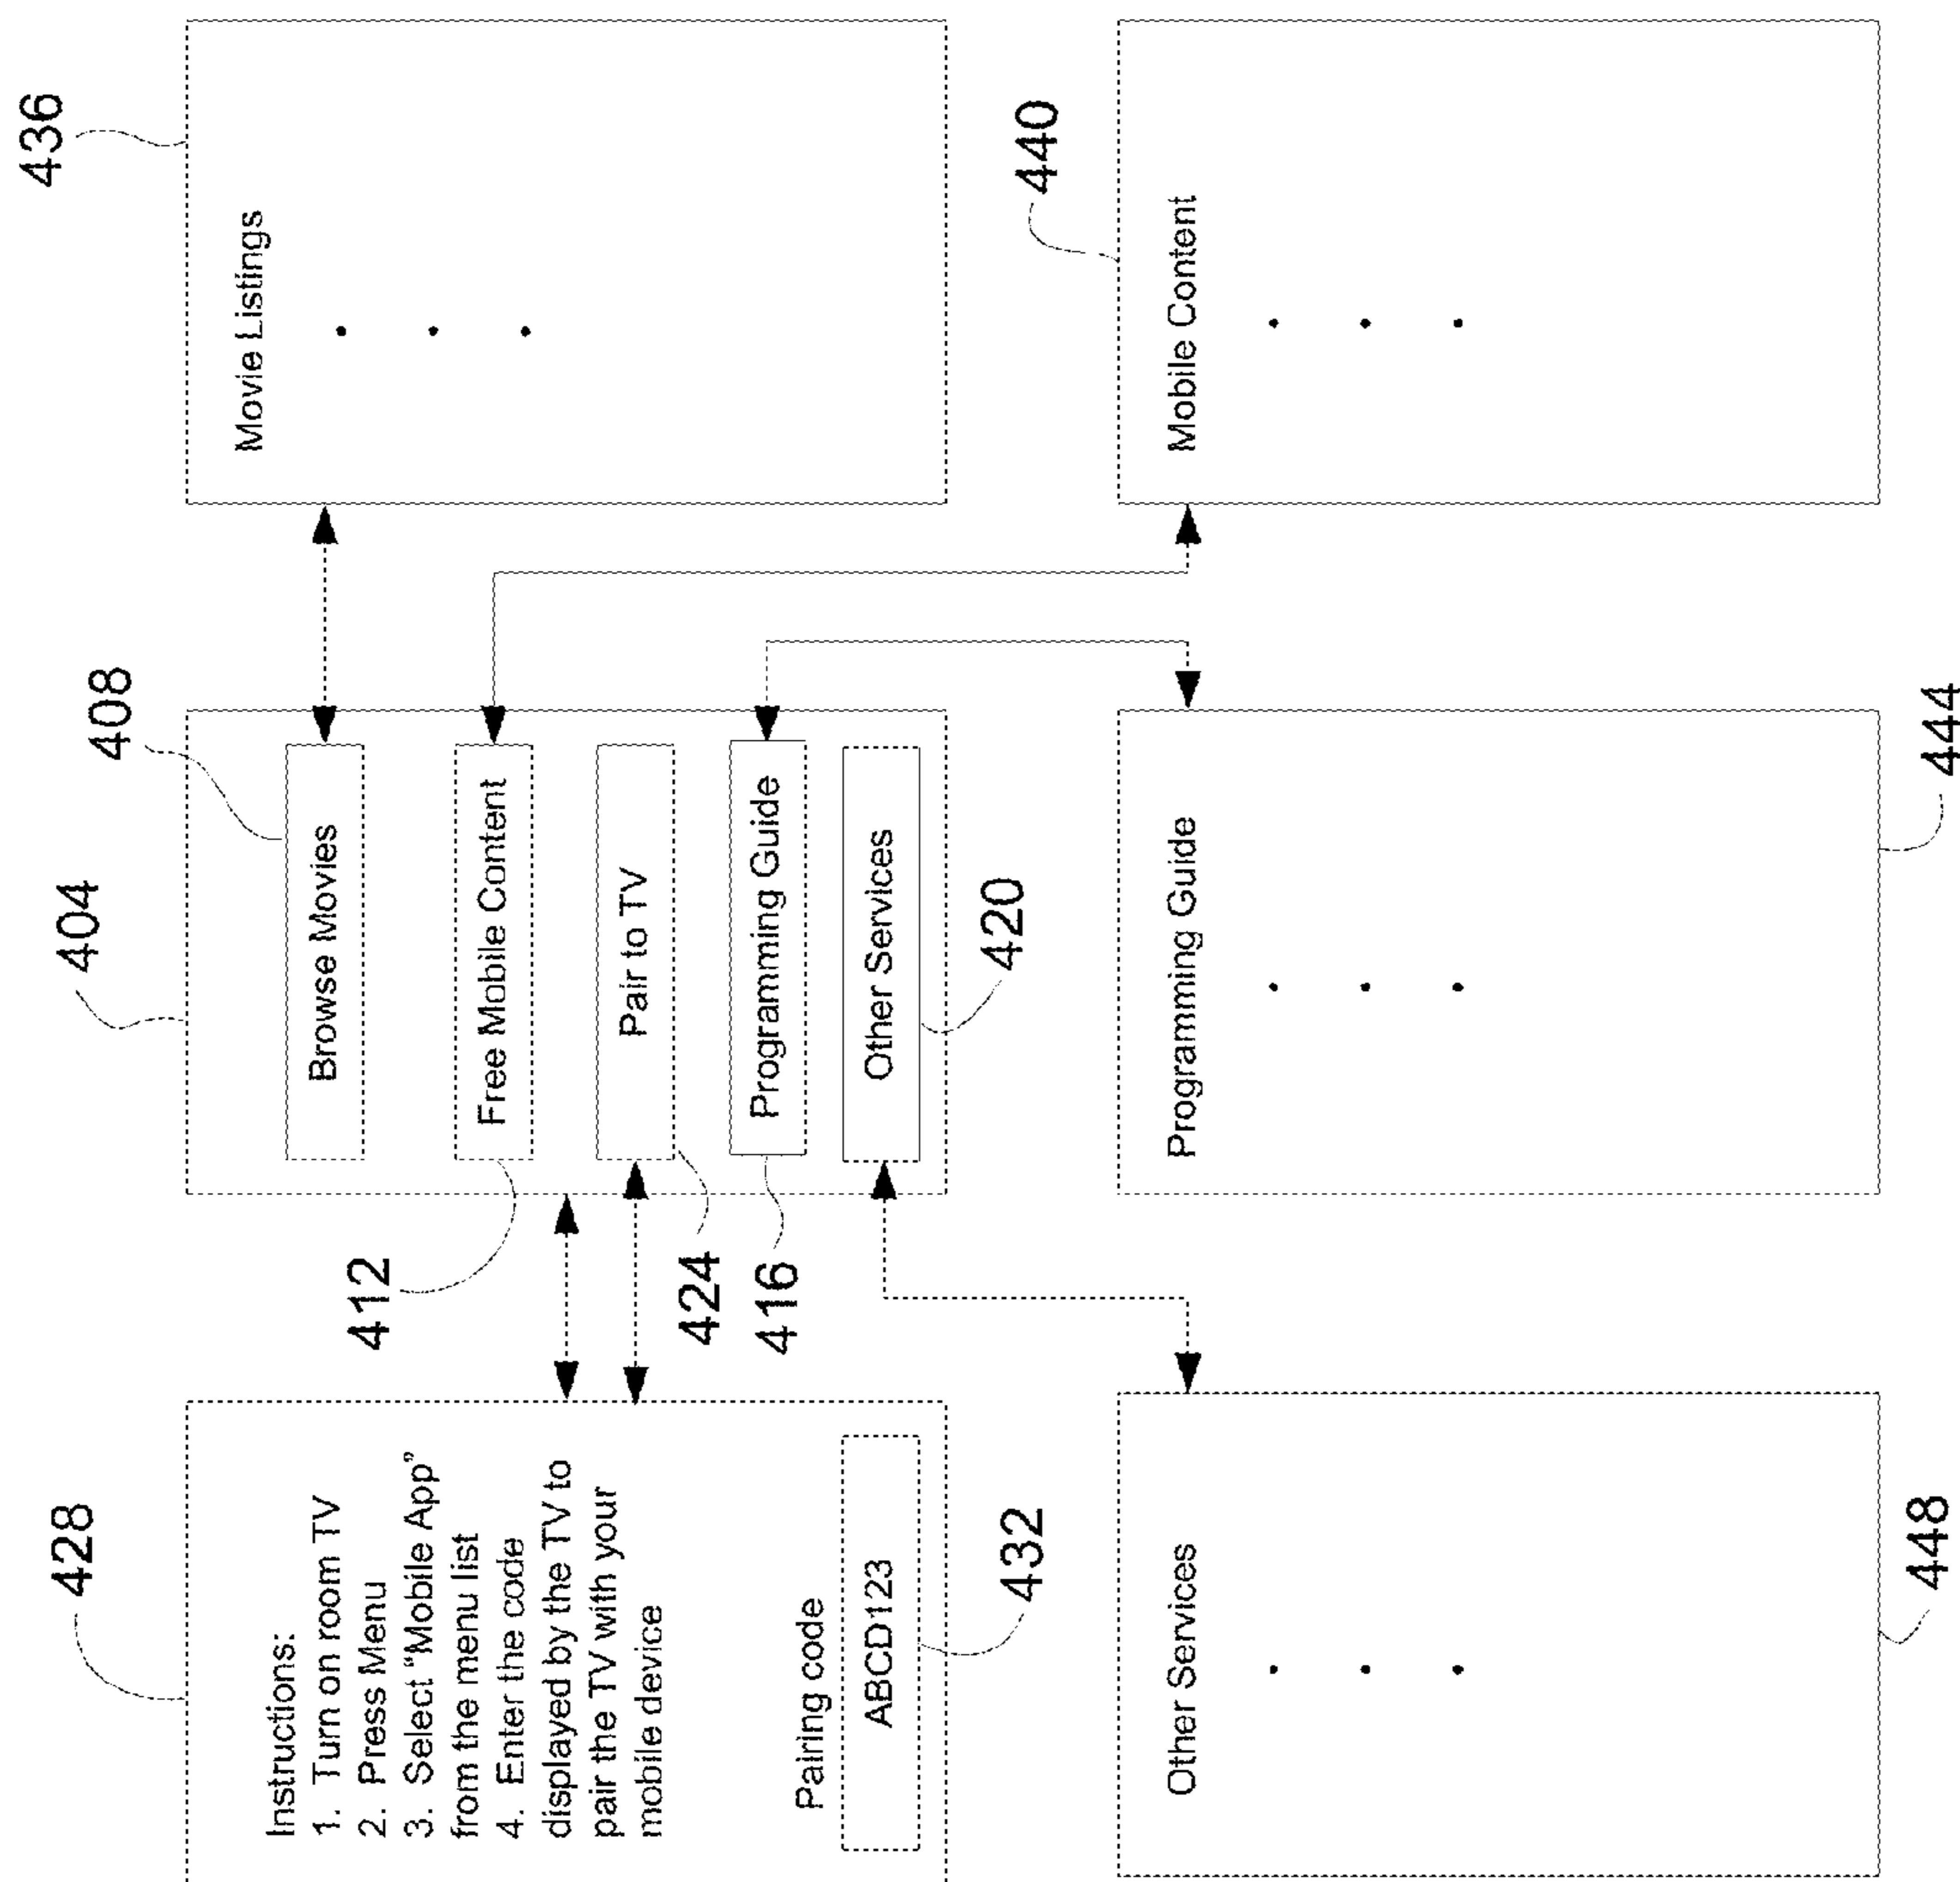 428
Instructions:
1. Turn on room TV
2. Press Menu
3. Select “Mobile App”
from the menu list
4. Enter the code
displayed by the TV to
pair the TV with your
mobile device
Pairing code
ABCD123
432
404
408
Browse Movies
Free Mobile Content
412
Pair to TV
424
Programming Guide
416
Other Services
420
436
Movie Listings
.
.
.
Other Services
.
.
.
448
Programming Guide
.
.
.
444
440
Mobile Content
.
.
.